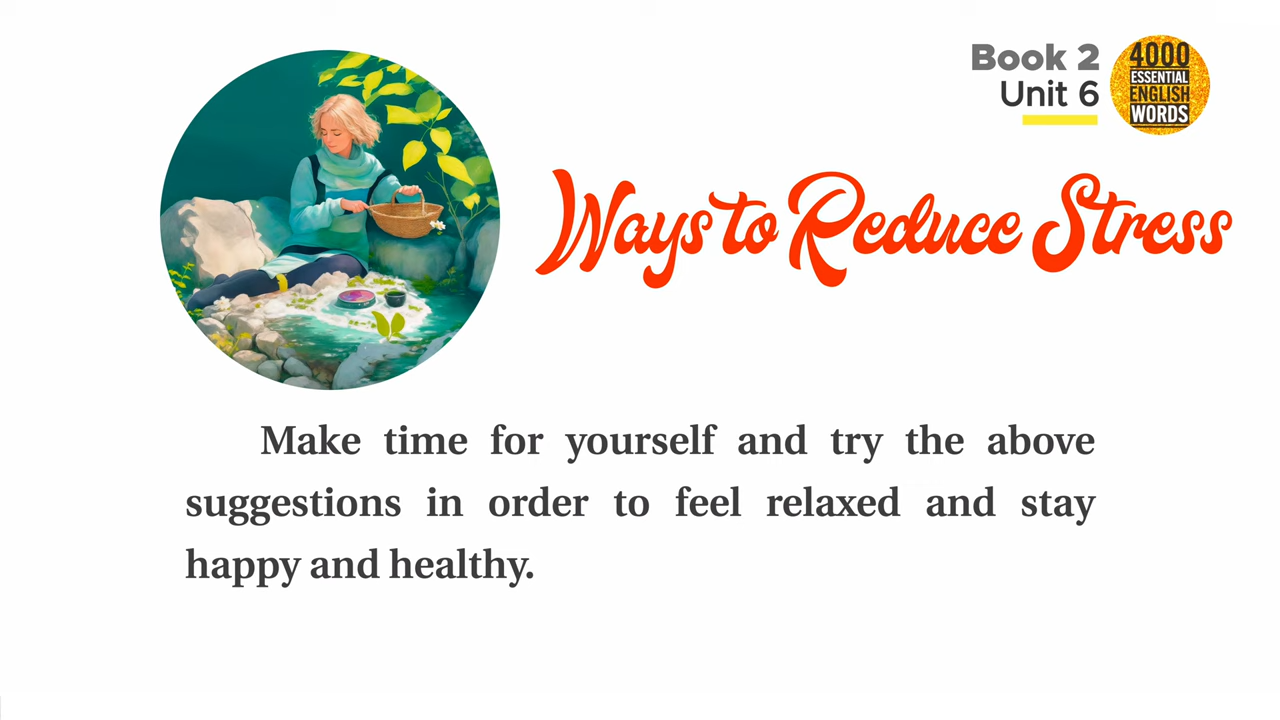 Book 2
Unit 6
4000
ESSENTIAL
ENGLISH
WORDS
Ways to Reduce Stress
Make time for yourself and try the above
suggestions in order to feel relaxed and stay
happy and healthy.